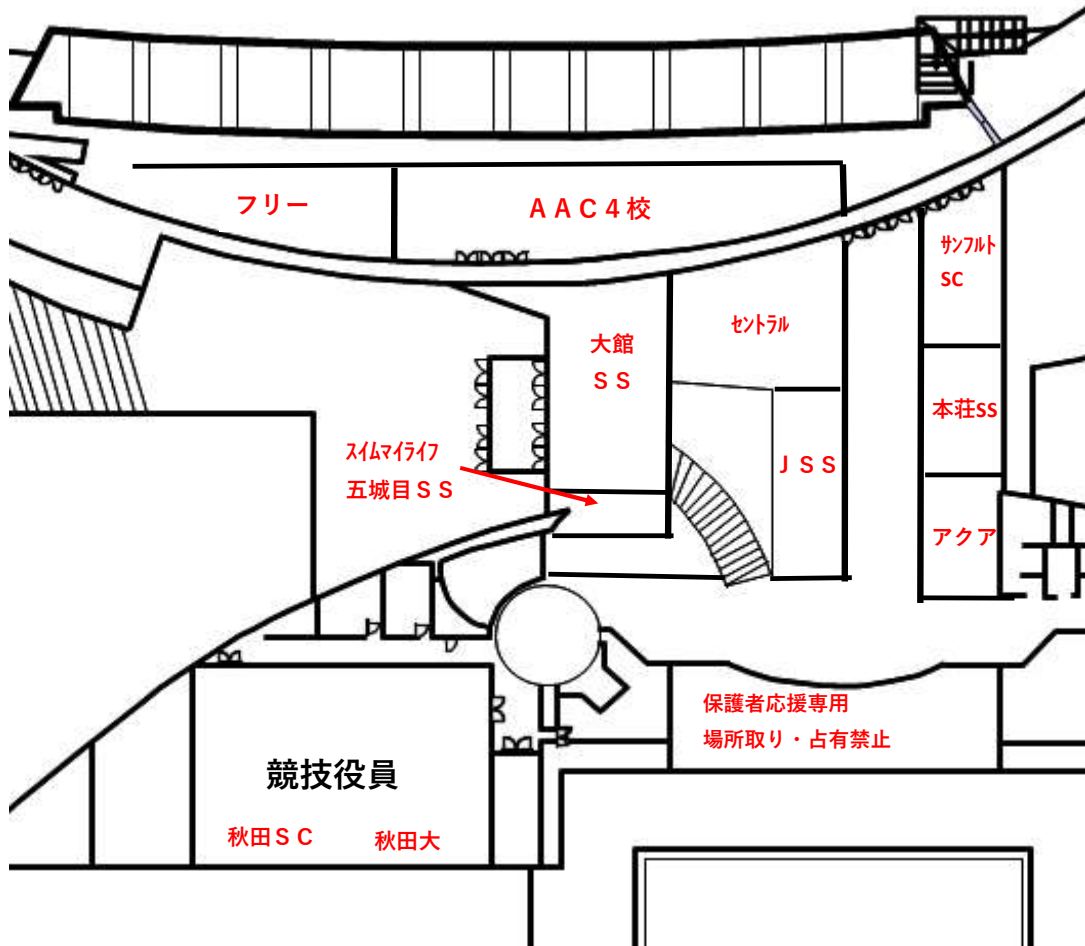 フリー
ＡＡＣ４校
ｻﾝﾌﾙﾄ
SC
ｾﾝﾄﾗﾙ
大館
ＳＳ
本荘SS
ｽｲﾑﾏｲﾗｲﾌ
五城目ＳＳ
ＪＳＳ
アクア
保護者応援専用
場所取り・占有禁止
競技役員
秋田ＳＣ
秋田大